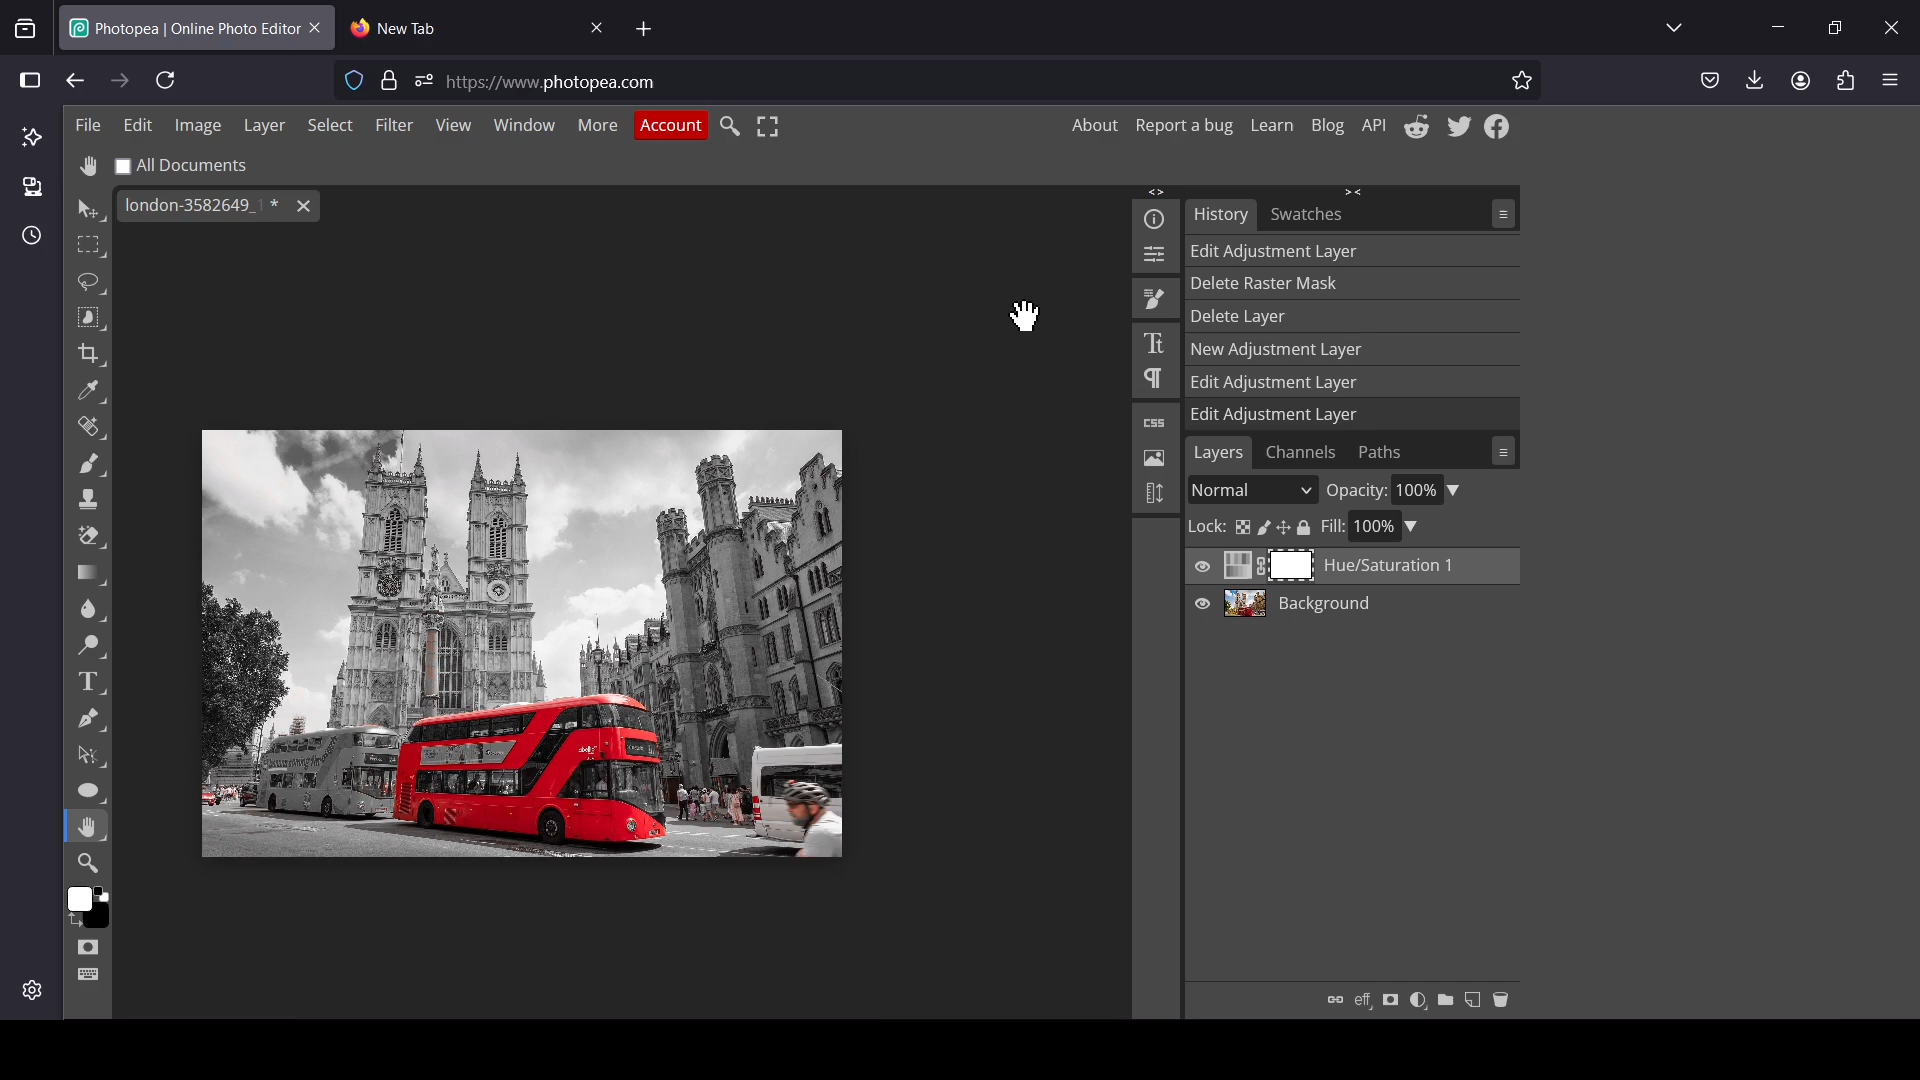 Photopea | Online Photo Editor
New Tab
https://www.photopea.com
File Edit Image Layer Select Filter View Window More Account About Report a bug Learn Blog API
All Documents
london-3582649_1 *
<> ><
History Swatches
Edit Adjustment Layer
Delete Raster Mask
Delete Layer
New Adjustment Layer
Edit Adjustment Layer
Edit Adjustment Layer
CSS
Layers Channels Paths
Normal Opacity: 100%
Lock: Fill: 100%
Hue/Saturation 1
Background
eff